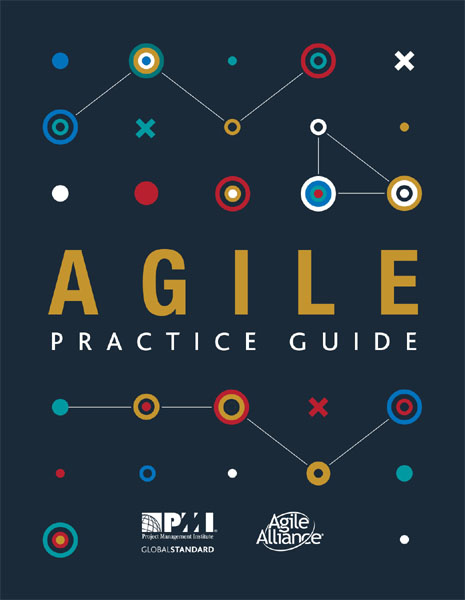 AGILE
PRACTICE GUIDE
PMI®
Project Management Institute
GLOBALSTANDARD
Agile
Alliance®